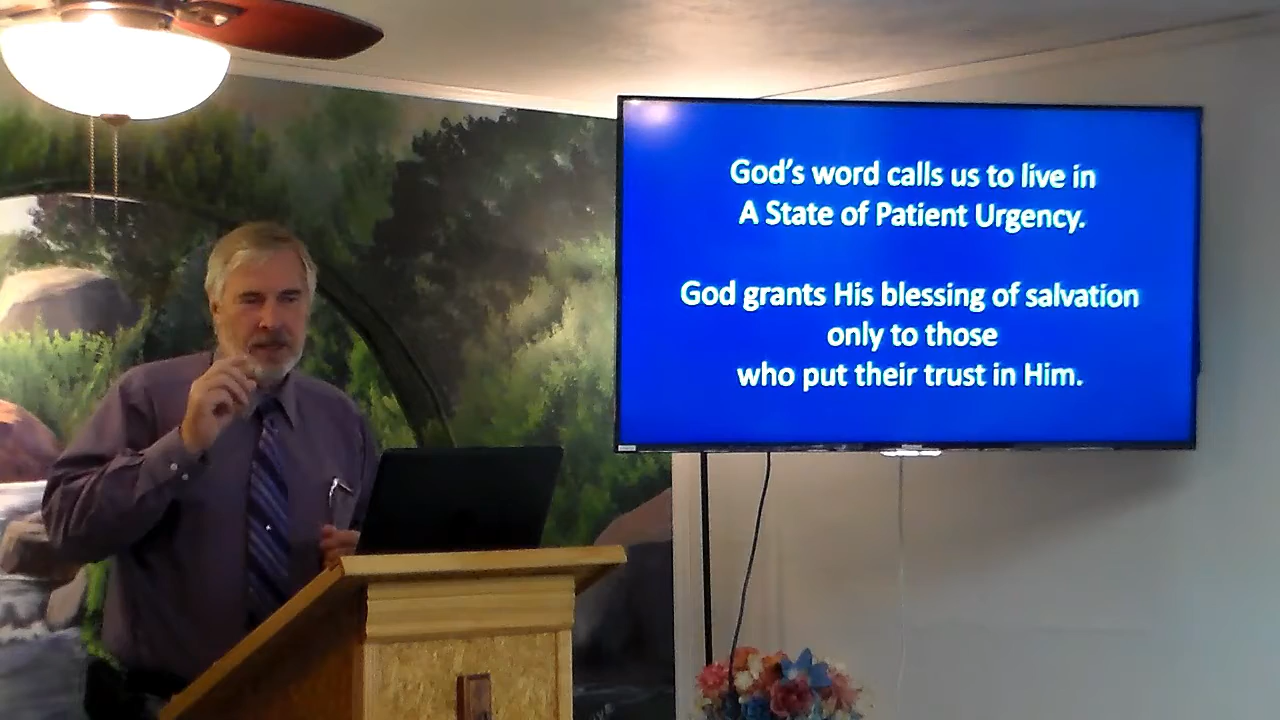 God’s word calls us to live in
A State of Patient Urgency.
God grants His blessing of salvation
only to those
who put their trust in Him.